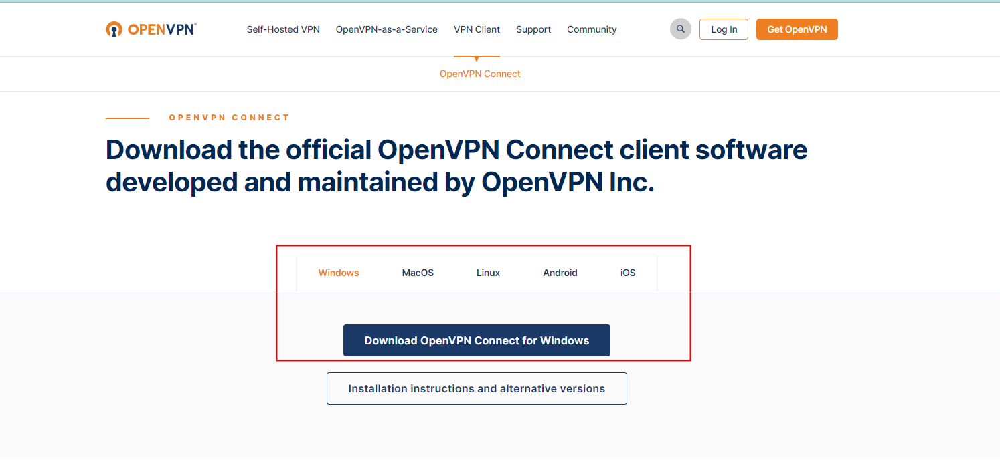 OPENVPN® Self-Hosted VPN OpenVPN-as-a-Service VPN Client Support Community Log In Get OpenVPN
OpenVPN Connect
OPENVPN CONNECT
Download the official OpenVPN Connect client software
developed and maintained by OpenVPN Inc.
Windows MacOS Linux Android iOS
Download OpenVPN Connect for Windows
Installation instructions and alternative versions